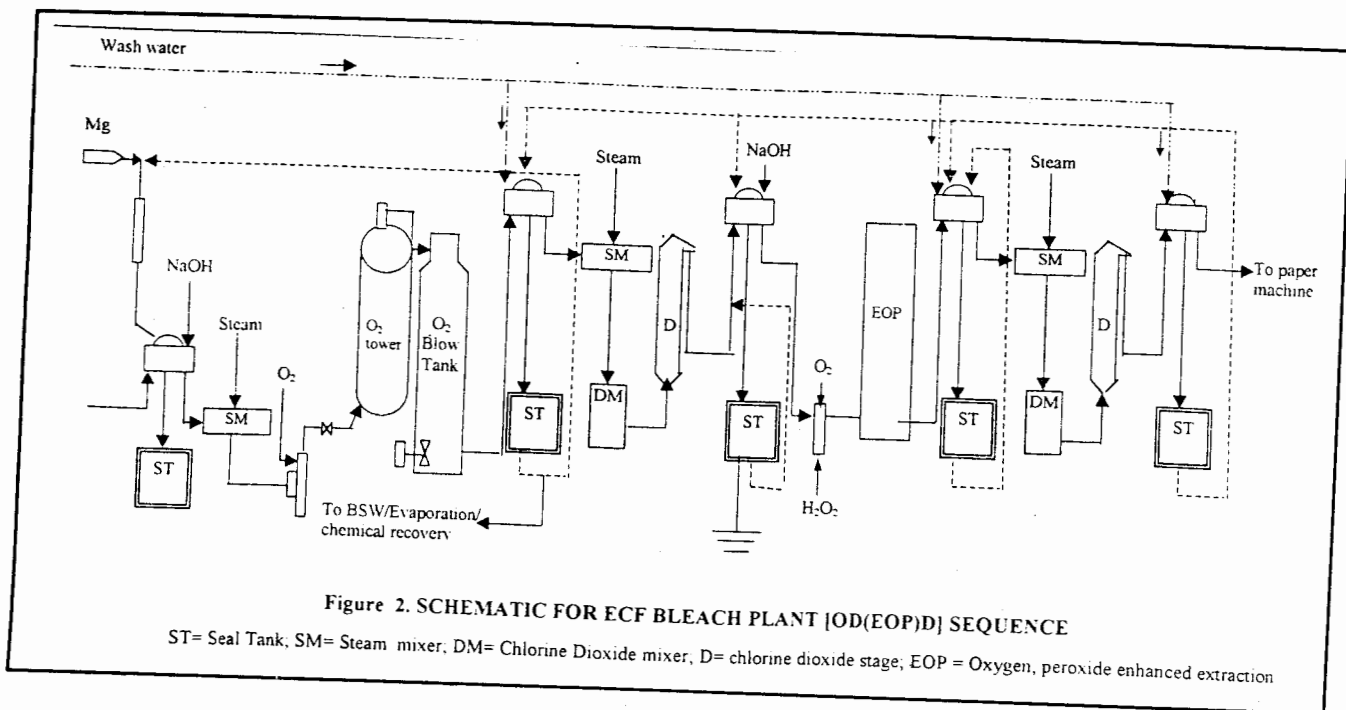 Wash water
Mg
NaOH
Steam
O₂
SM
ST
O₂
tower
O₂
Blow
Tank
ST
To BSW/Evaporation/
chemical recovery
Steam
SM
DM
D
NaOH
ST
O₂
H₂O₂
EOP
ST
Steam
SM
DM
D
ST
To paper
machine
Figure 2. SCHEMATIC FOR ECF BLEACH PLANT [OD(EOP)D] SEQUENCE
ST= Seal Tank; SM= Steam mixer; DM= Chlorine Dioxide mixer; D= chlorine dioxide stage; EOP = Oxygen, peroxide enhanced extraction